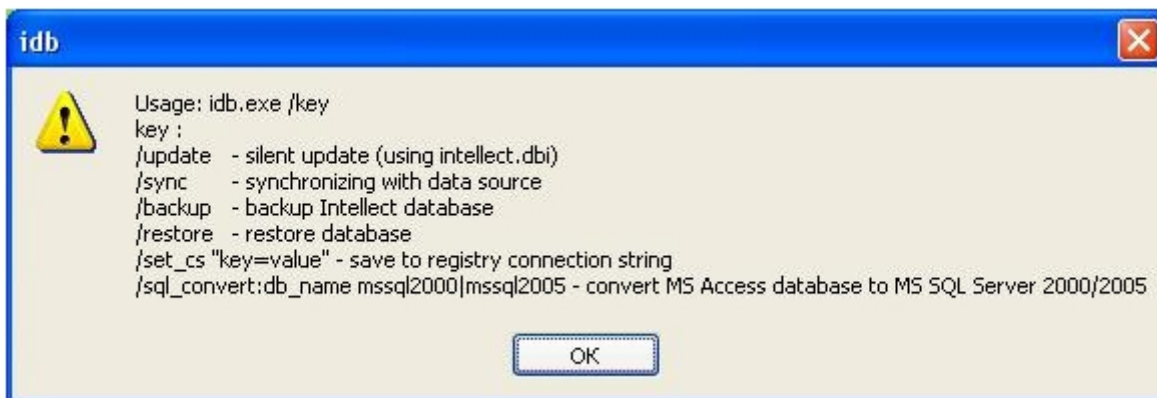 idb
Usage: idb.exe /key
key :
/update - silent update (using intellect.dbi)
/sync - synchronizing with data source
/backup - backup Intellect database
/restore - restore database
/set_cs "key=value" - save to registry connection string
/sql_convert:db_name mssql2000|mssql2005 - convert MS Access database to MS SQL Server 2000/2005
OK